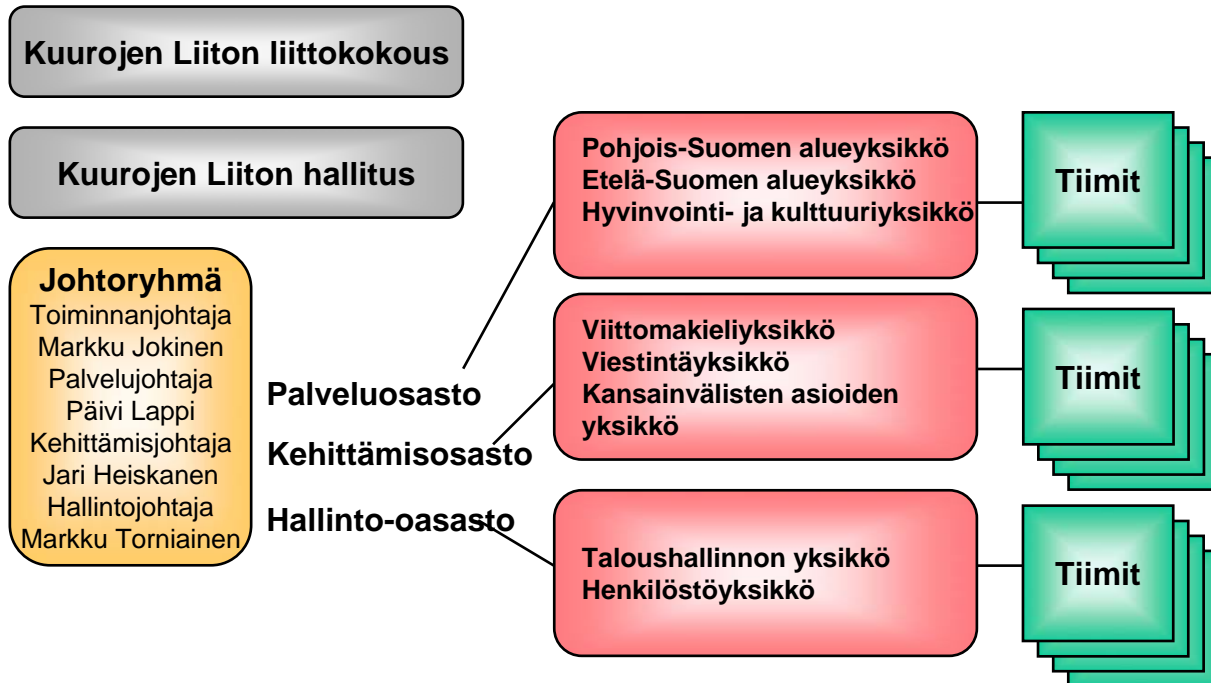 Kuurojen Liiton liittokokous
Kuurojen Liiton hallitus
Johtoryhmä
Toiminnanjohtaja
Markku Jokinen
Palvelujohtaja
Päivi Lappi
Kehittämisjohtaja
Jari Heiskanen
Hallintojohtaja
Markku Torniainen
Palveluosasto
Kehittämisosasto
Hallinto-oasasto
Pohjois-Suomen alueyksikkö
Etelä-Suomen alueyksikkö
Hyvinvointi- ja kulttuuriyksikkö
Tiimit
Viittomakieliyksikkö
Viestintäyksikkö
Kansainvälisten asioiden
yksikkö
Tiimit
Taloushallinnon yksikkö
Henkilöstöyksikkö
Tiimit